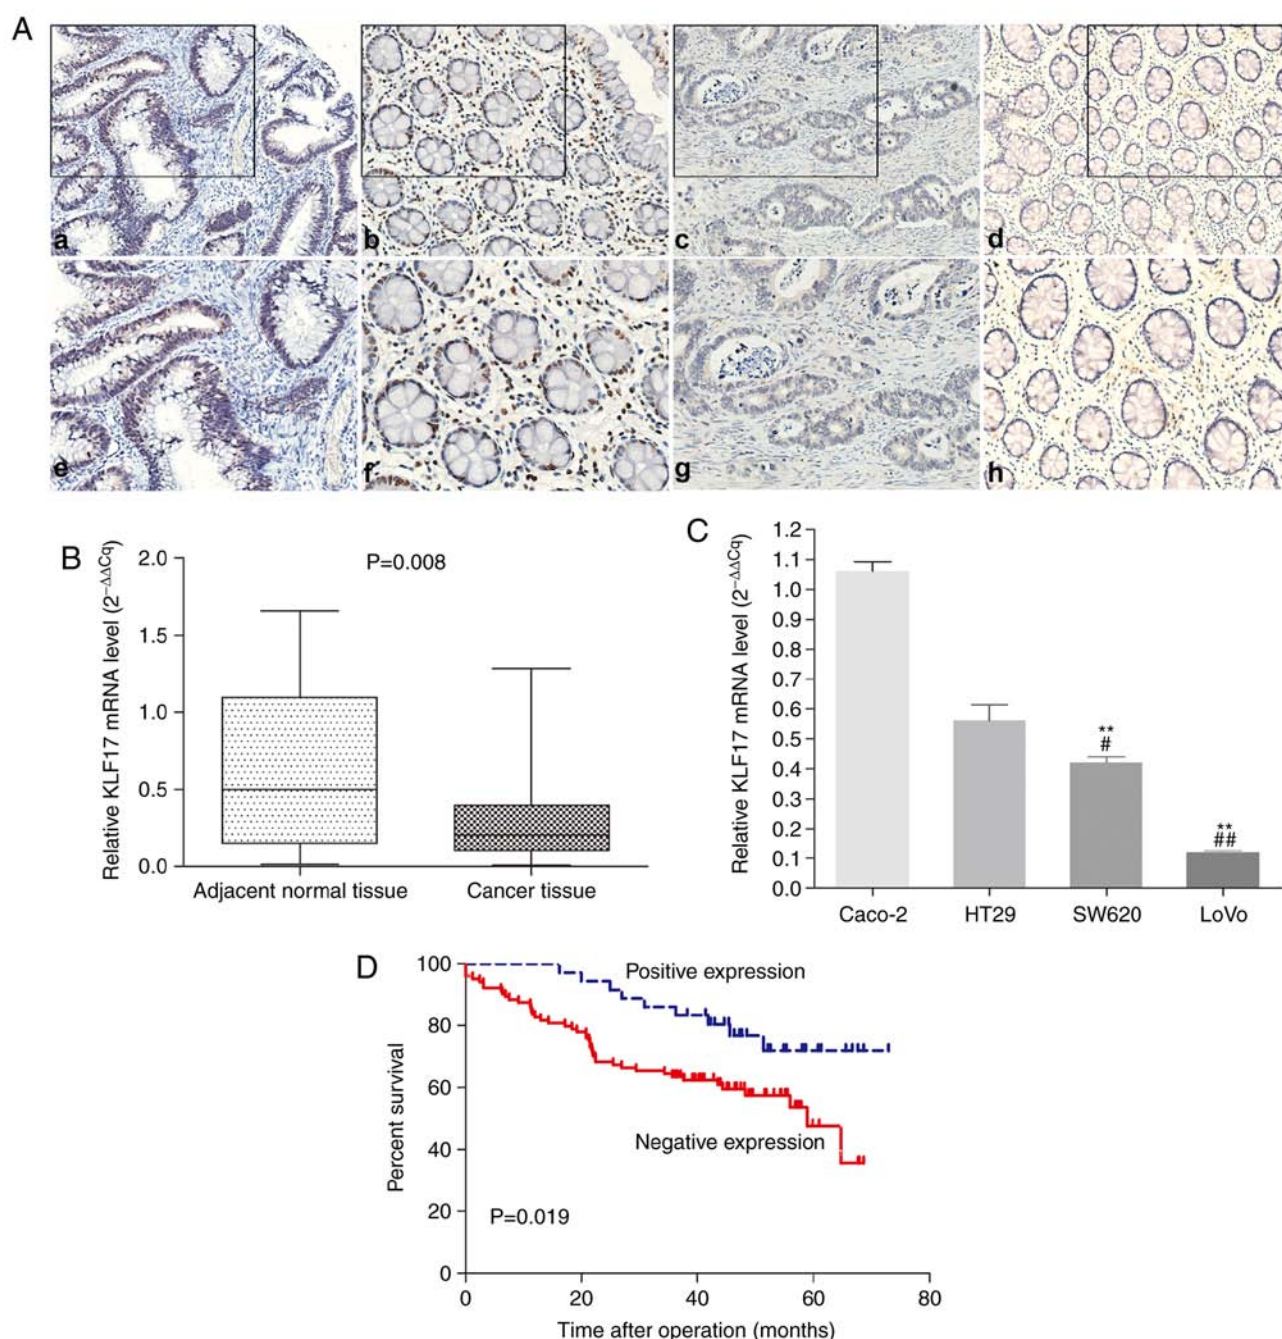 A
a
b
c
d
e
f
g
h
B
Relative KLF17 mRNA level (2^−ΔΔCq)
P=0.008
2.0
1.5
1.0
0.5
0.0
Adjacent normal tissue
Cancer tissue
C
Relative KLF17 mRNA level (2^−ΔΔCq)
1.2
1.1
1.0
0.9
0.8
0.7
0.6
0.5
0.4
0.3
0.2
0.1
0.0
**
#
**
##
Caco-2
HT29
SW620
LoVo
D
Percent survival
100
80
60
40
20
0
Positive expression
Negative expression
P=0.019
0
20
40
60
80
Time after operation (months)